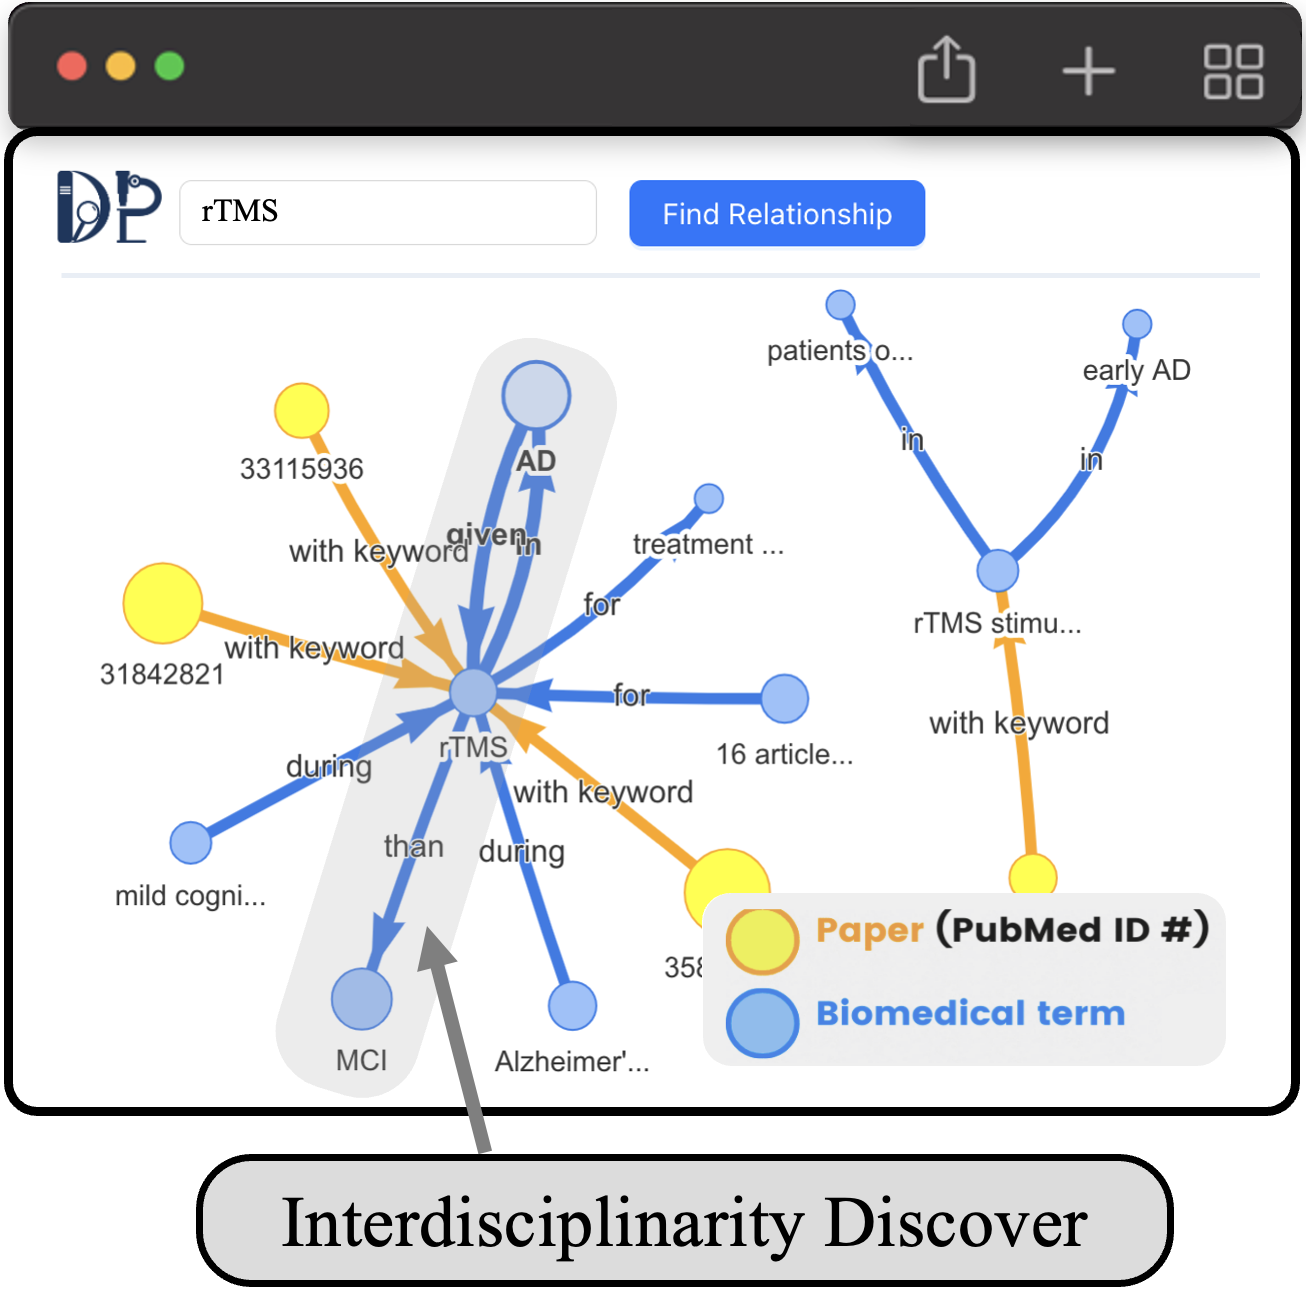 DP
rTMS
Find Relationship
patients o...
early AD
33115936
AD
in
in
given
in
with keyword
treatment ...
for
rTMS stimu...
with keyword
31842821
for
rTMS
16 article...
with keyword
during
with keyword
than
during
mild cogni...
358
Paper (PubMed ID #)
Biomedical term
MCI
Alzheimer'...
Interdisciplinarity Discover